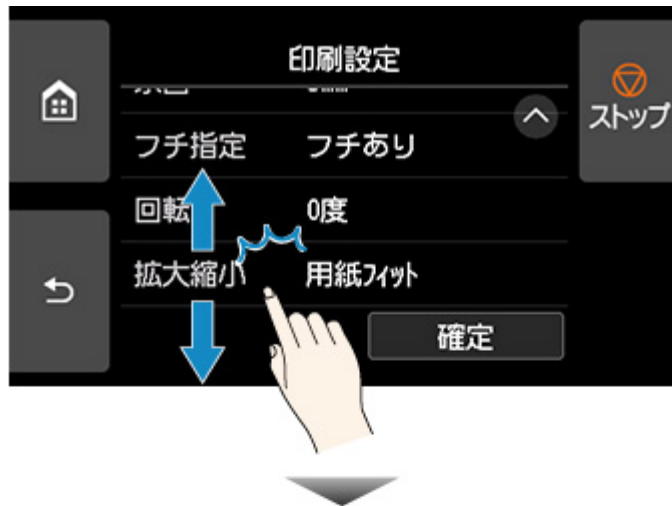 印刷設定
ストップ
フチ指定 フチあり
回転 0度
拡大縮小 用紙フィット
確定